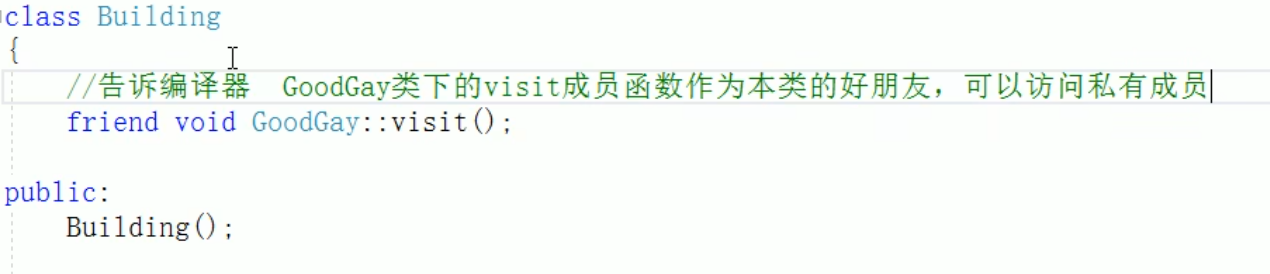 class Building
{
//告诉编译器  GoodGay类下的visit成员函数作为本类的好朋友，可以访问私有成员
friend void GoodGay::visit();
public:
Building();